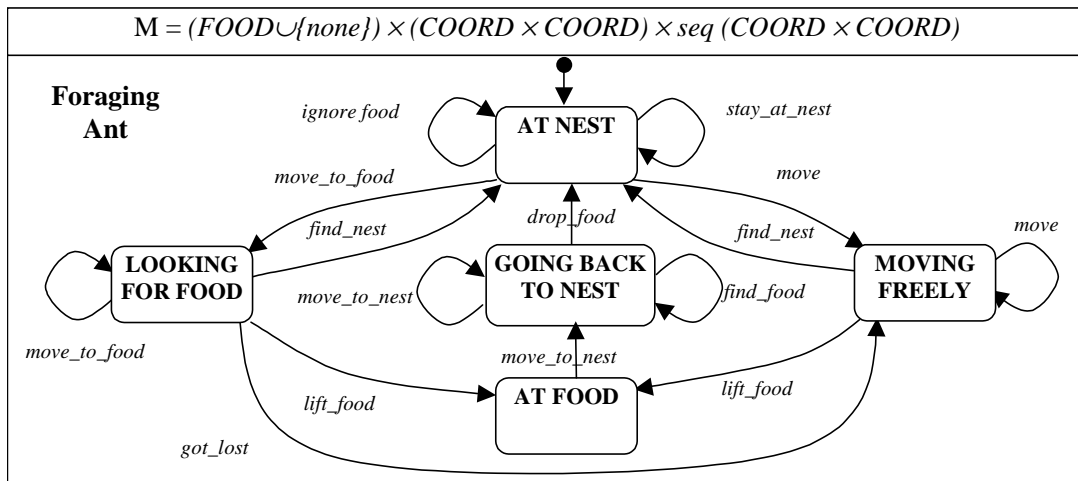 M = (FOOD∪{none}) × (COORD × COORD) × seq (COORD × COORD)
Foraging
Ant
ignore food
AT NEST
stay_at_nest
move_to_food
move
drop_food
find_nest
find_nest
move
LOOKING
FOR FOOD
GOING BACK
TO NEST
MOVING
FREELY
move_to_nest
find_food
move_to_food
move_to_nest
lift_food
AT FOOD
lift_food
got_lost